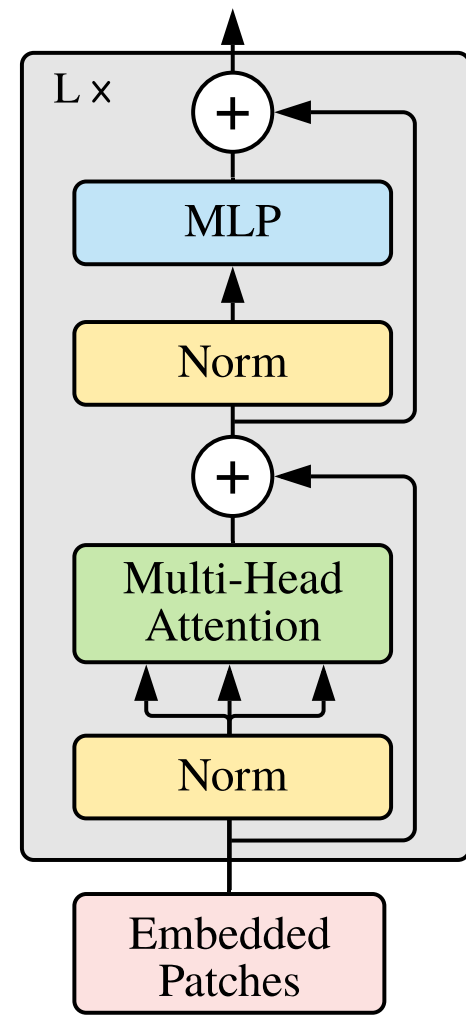 L ×
+
MLP
Norm
+
Multi-Head
Attention
Norm
Embedded
Patches